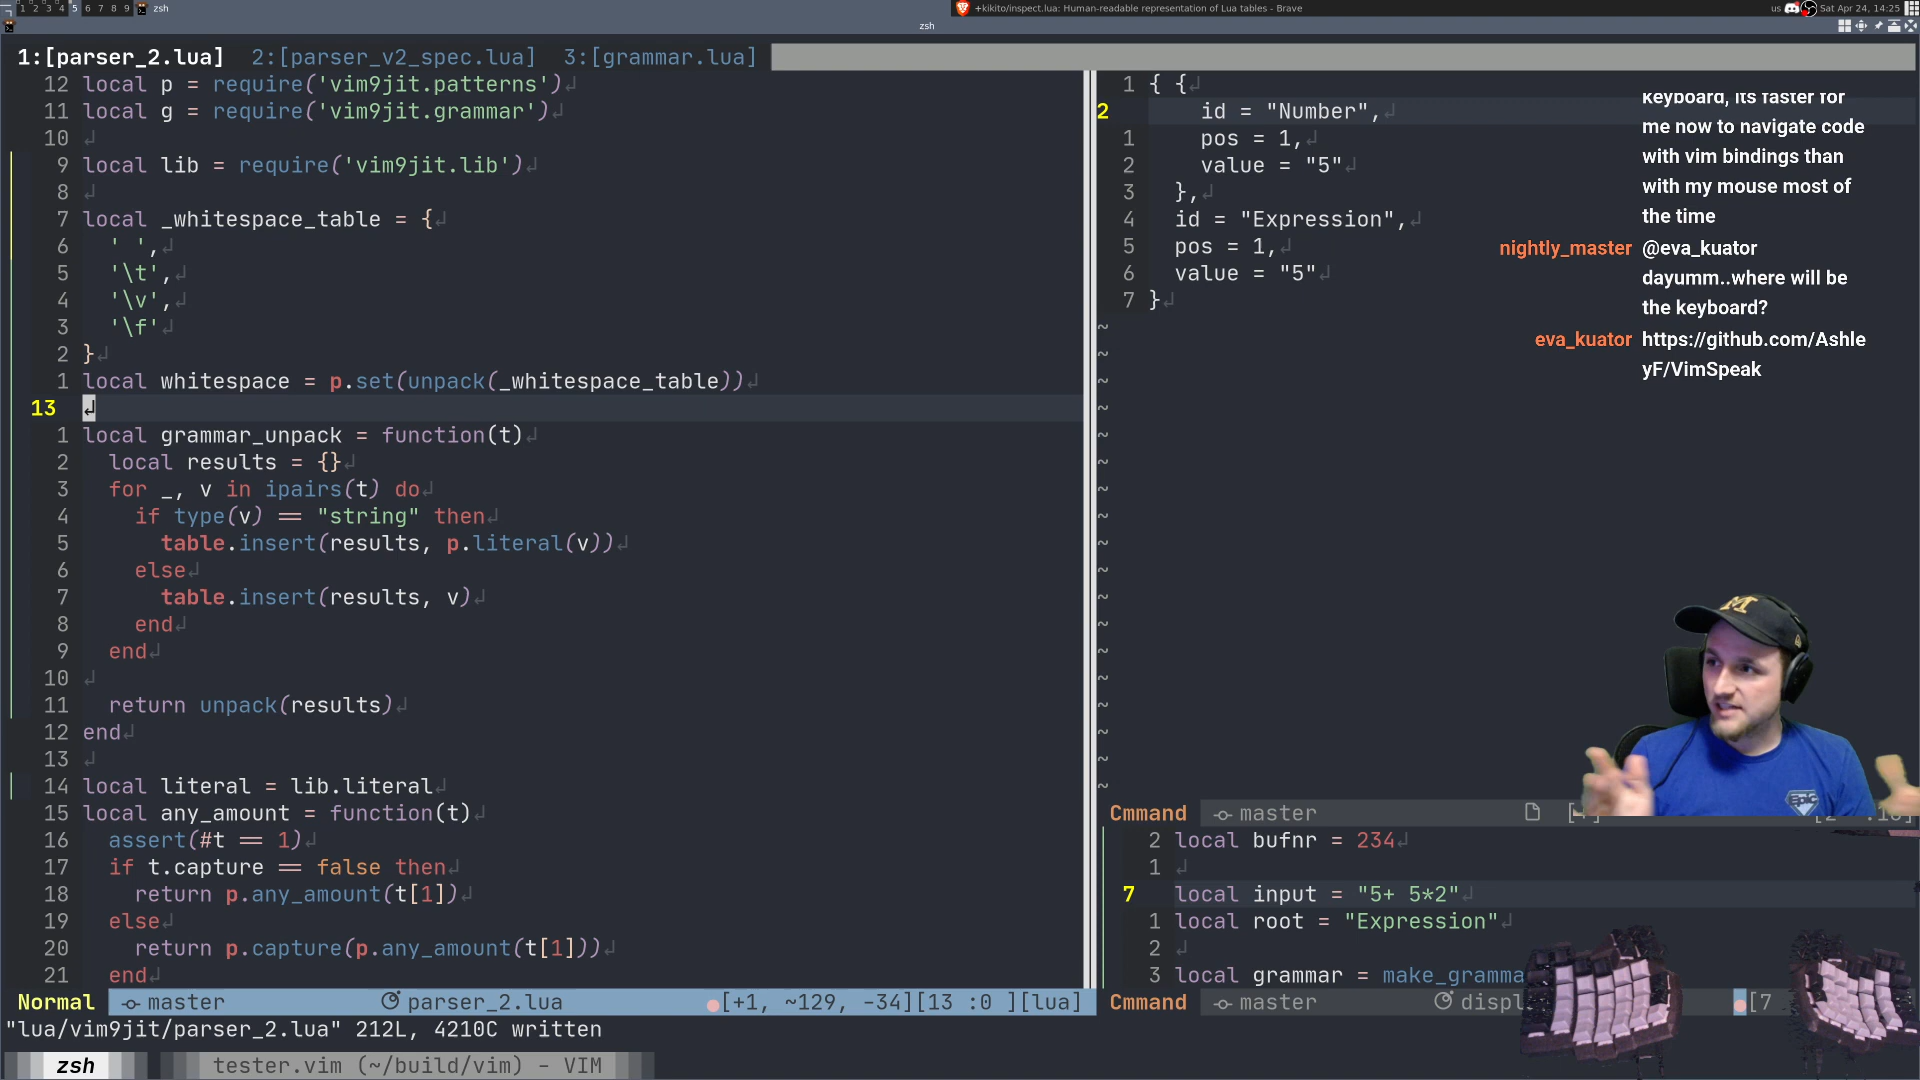 1 2 3 4 5 6 7 8 9 zsh
+kikito/inspect.lua: Human-readable representation of Lua tables - Brave
us Sat Apr 24, 14:25
zsh
1:[parser_2.lua] 2:[parser_v2_spec.lua] 3:[grammar.lua]
12 local p = require('vim9jit.patterns')
11 local g = require('vim9jit.grammar')
10
9 local lib = require('vim9jit.lib')
8
7 local _whitespace_table = {
6 ' ',
5 '\t',
4 '\v',
3 '\f'
2 }
1 local whitespace = p.set(unpack(_whitespace_table))
13
1 local grammar_unpack = function(t)
2 local results = {}
3 for _, v in ipairs(t) do
4 if type(v) == "string" then
5 table.insert(results, p.literal(v))
6 else
7 table.insert(results, v)
8 end
9 end
10
11 return unpack(results)
12 end
13
14 local literal = lib.literal
15 local any_amount = function(t)
16 assert(#t == 1)
17 if t.capture == false then
18 return p.any_amount(t[1])
19 else
20 return p.capture(p.any_amount(t[1]))
21 end
Normal master parser_2.lua [+1, ~129, -34][13 :0 ][lua]
"lua/vim9jit/parser_2.lua" 212L, 4210C written
zsh tester.vim (~/build/vim) - VIM
1 { {
2 id = "Number",
1 pos = 1,
2 value = "5"
3 },
4 id = "Expression",
5 pos = 1,
6 value = "5"
7 }
keyboard, its faster for
me now to navigate code
with vim bindings than
with my mouse most of
the time
nightly_master @eva_kuator
dayumm..where will be
the keyboard?
eva_kuator https://github.com/Ashle
yF/VimSpeak
M
EPIC
Cmmand master
2 local bufnr = 234
1
7 local input = "5+ 5*2"
1 local root = "Expression"
2
3 local grammar = make_gramma
Cmmand master displ [7